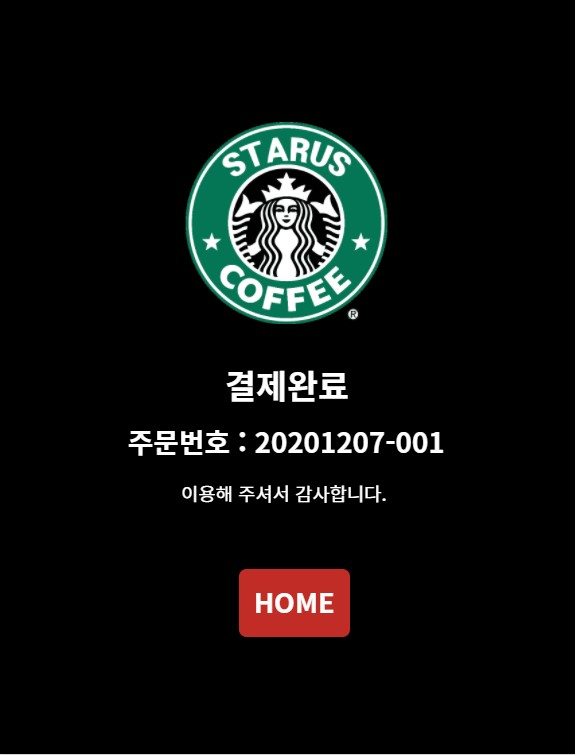 STARUS
COFFEE
®
결제완료
주문번호 : 20201207-001
이용해 주셔서 감사합니다.
HOME